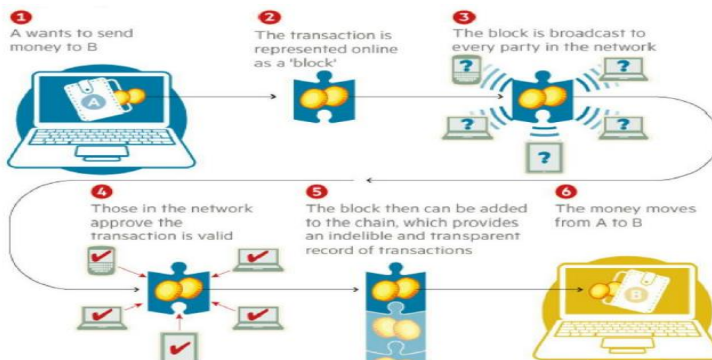 1
A wants to send
money to B
A
2
The transaction is
represented online
as a 'block'
3
The block is broadcast to
every party in the network
?
?
?
?
?
4
Those in the network
approve the
transaction is valid
5
The block then can be added
to the chain, which provides
an indelible and transparent
record of transactions
6
The money moves
from A to B
B